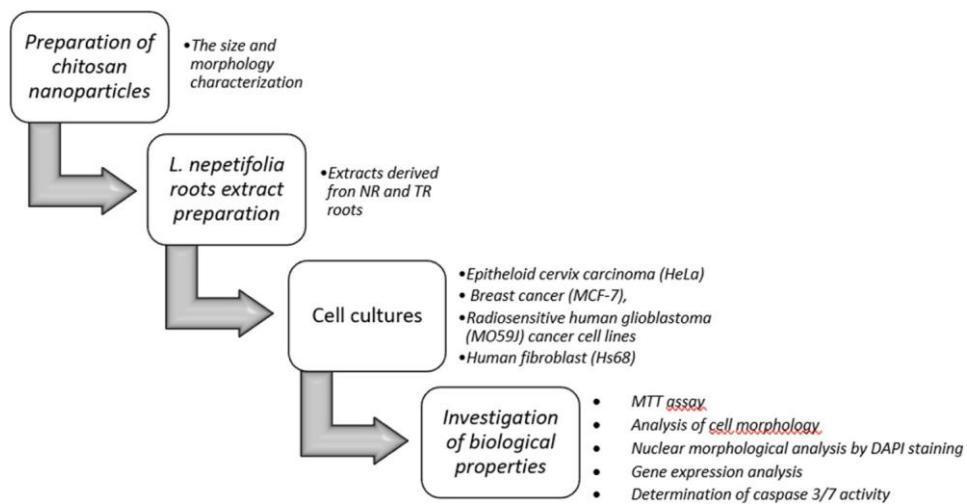 Preparation of
chitosan
nanoparticles
•The size and
morphology
characterization
L. nepetifolia
roots extract
preparation
•Extracts derived
fron NR and TR
roots
Cell cultures
•Epitheloid cervix carcinoma (HeLa)
• Breast cancer (MCF-7),
•Radiosensitive human glioblastoma
(MO59J) cancer cell lines
•Human fibroblast (Hs68)
Investigation
of biological
properties
• MTT assay
• Analysis of cell morphology
• Nuclear morphological analysis by DAPI staining
• Gene expression analysis
• Determination of caspase 3/7 activity